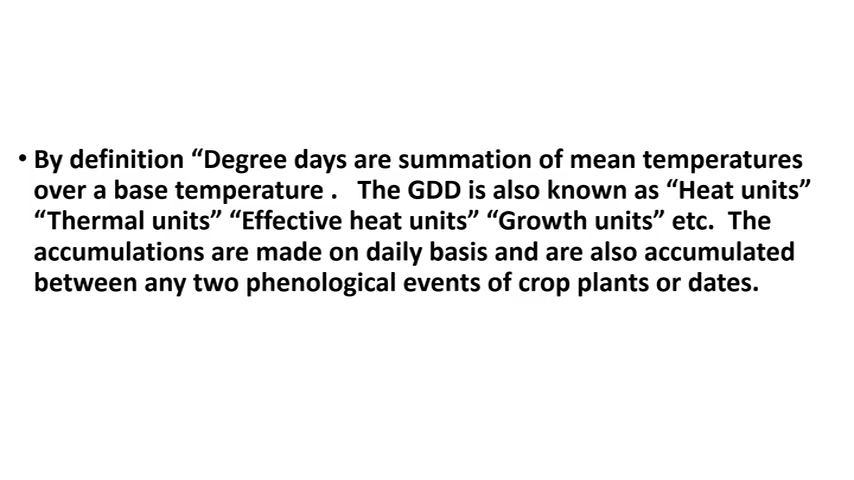 • By definition “Degree days are summation of mean temperatures
over a base temperature .   The GDD is also known as “Heat units”
“Thermal units” “Effective heat units” “Growth units” etc.  The
accumulations are made on daily basis and are also accumulated
between any two phenological events of crop plants or dates.